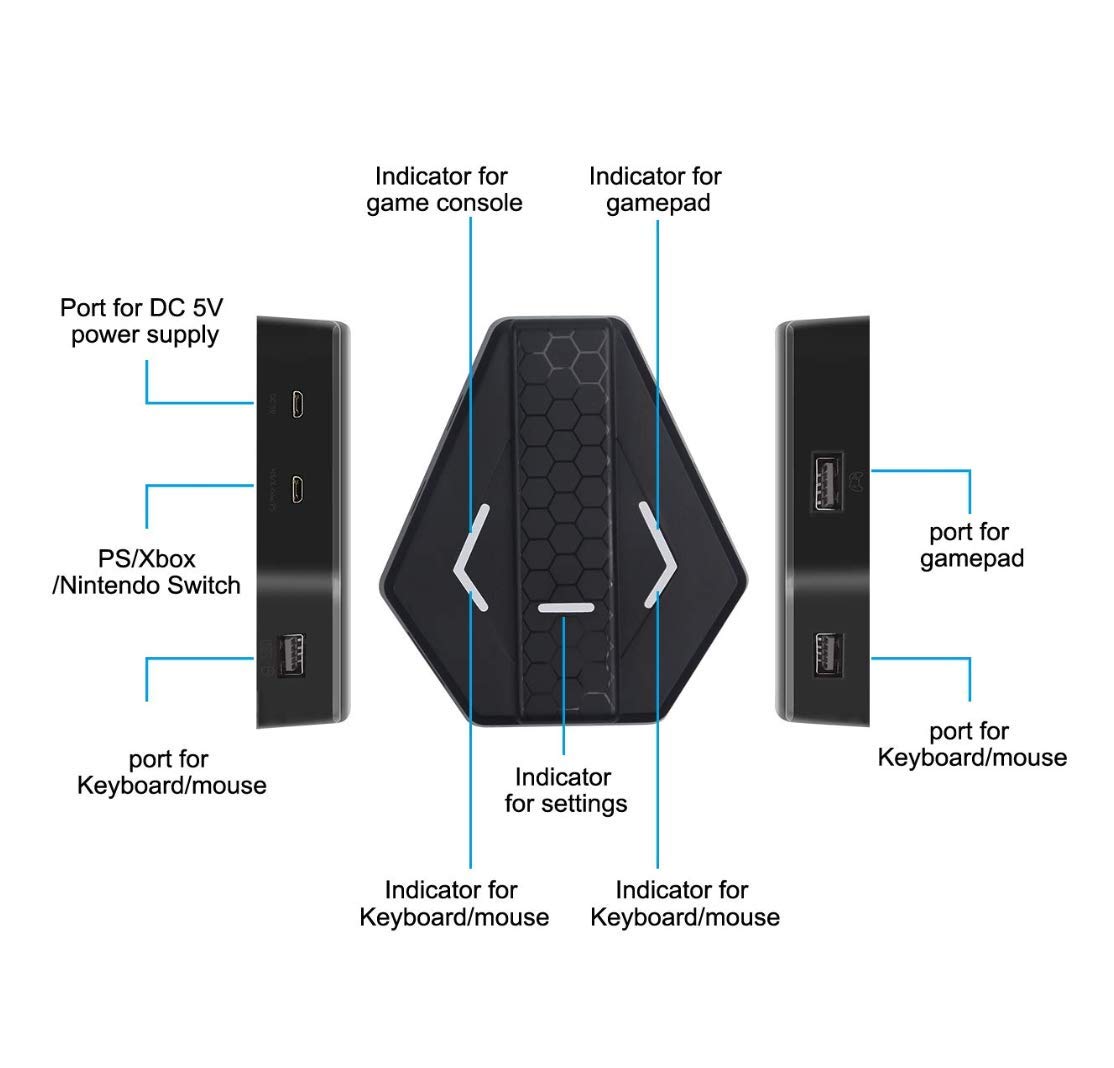 Indicator for
game console
Indicator for
gamepad
Port for DC 5V
power supply
PS/Xbox
/Nintendo Switch
port for
Keyboard/mouse
port for
gamepad
port for
Keyboard/mouse
Indicator
for settings
Indicator for
Keyboard/mouse
Indicator for
Keyboard/mouse